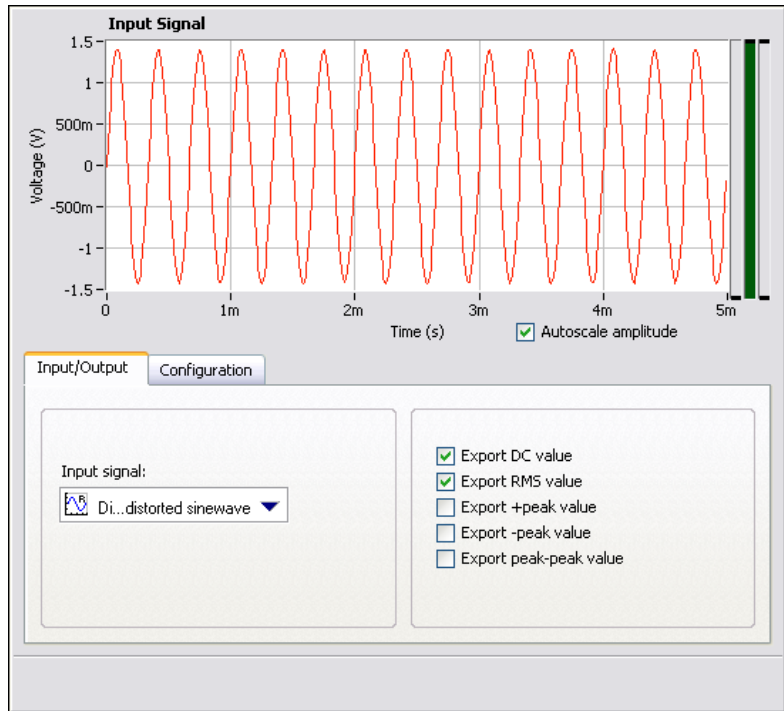 Input Signal
1.5
1
500m
0
-500m
-1
-1.5
Voltage (V)
0 1m 2m 3m 4m 5m
Time (s)
Autoscale amplitude
Input/Output Configuration
Input signal:
R
Di...distorted sinewave
Export DC value
Export RMS value
Export +peak value
Export -peak value
Export peak-peak value